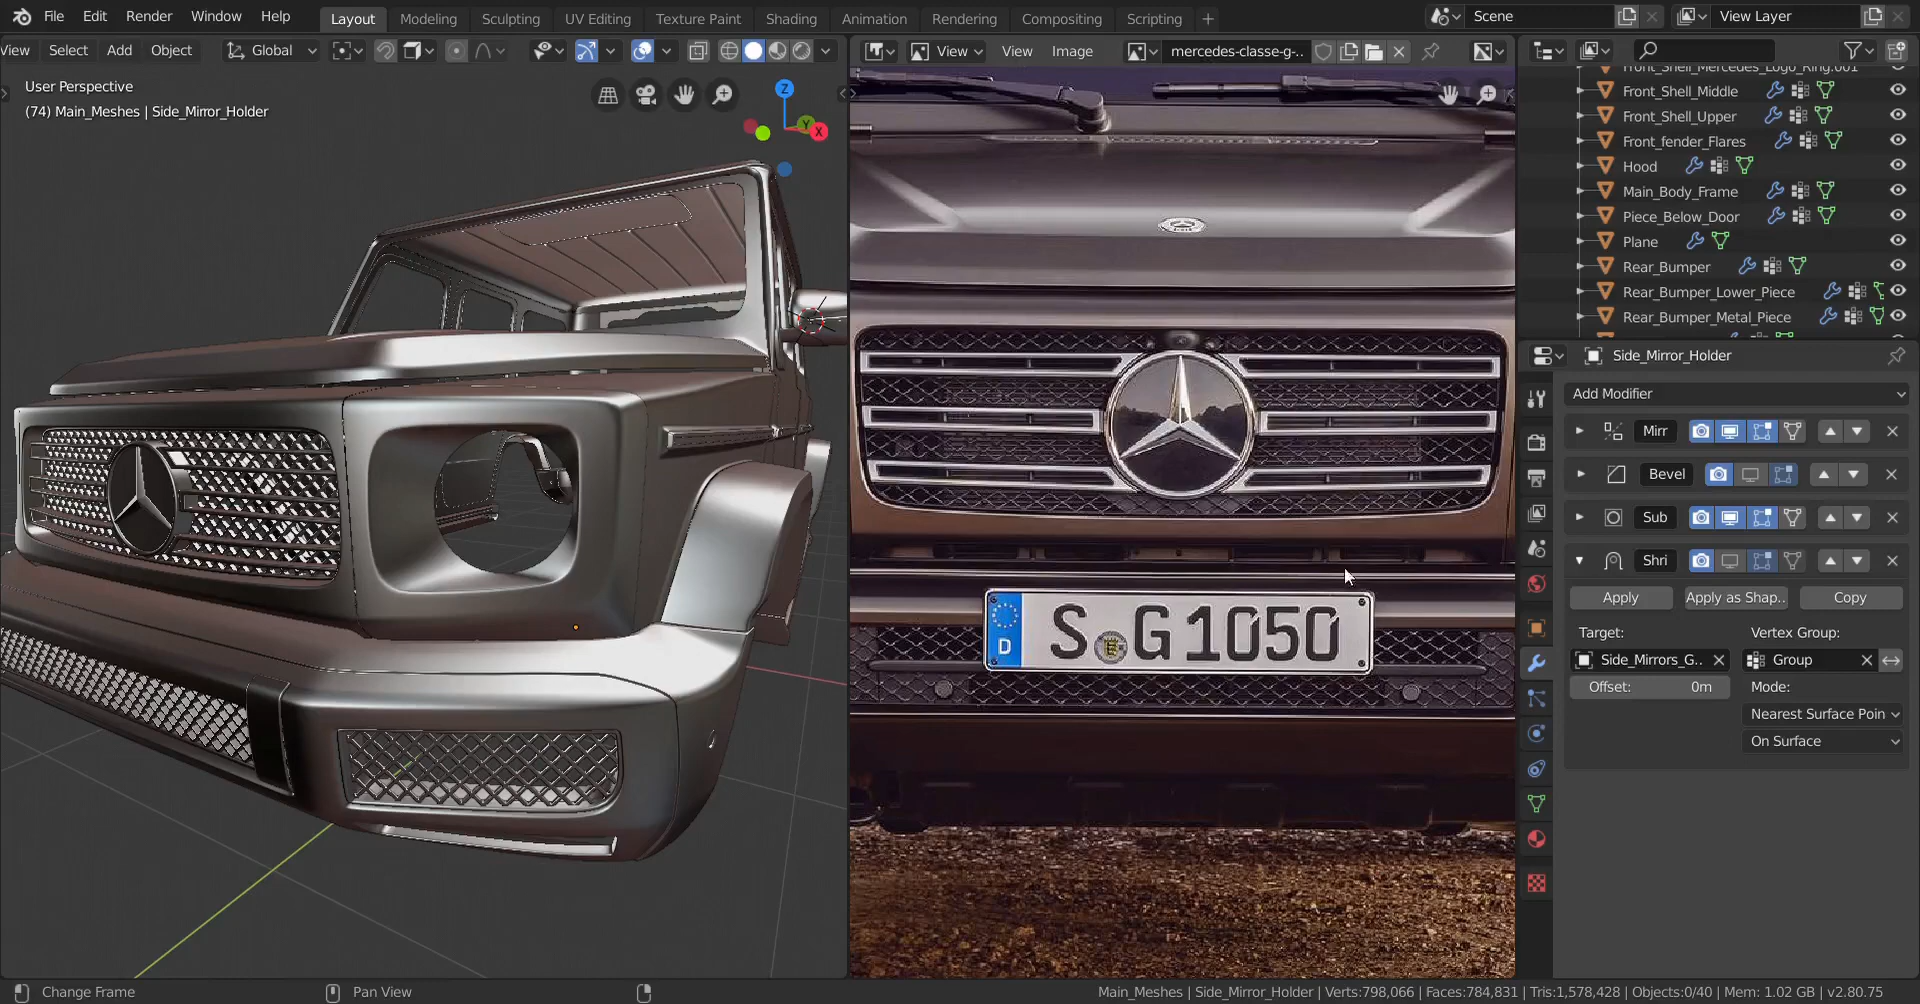 File Edit Render Window Help Layout Modeling Sculpting UV Editing Texture Paint Shading Animation Rendering Compositing Scripting + Scene View Layer
View Select Add Object Global View View Image mercedes-classe-g-..
User Perspective
(74) Main_Meshes | Side_Mirror_Holder
Z
Y
X
Front_Shell_Mercedes_Logo_Ring.001
Front_Shell_Middle
Front_Shell_Upper
Front_fender_Flares
Hood
Main_Body_Frame
Piece_Below_Door
Plane
Rear_Bumper
Rear_Bumper_Lower_Piece
Rear_Bumper_Metal_Piece
Side_Mirror_Holder
Add Modifier
Mirr
Bevel
Sub
Shri
Apply Apply as Shap.. Copy
Target: Vertex Group:
Side_Mirrors_G.. Group
Offset: 0m Mode:
Nearest Surface Poin
On Surface
D S G 1050
Change Frame Pan View Main_Meshes | Side_Mirror_Holder | Verts:798,066 | Faces:784,831 | Tris:1,578,428 | Objects:0/40 | Mem: 1.02 GB | v2.80.75